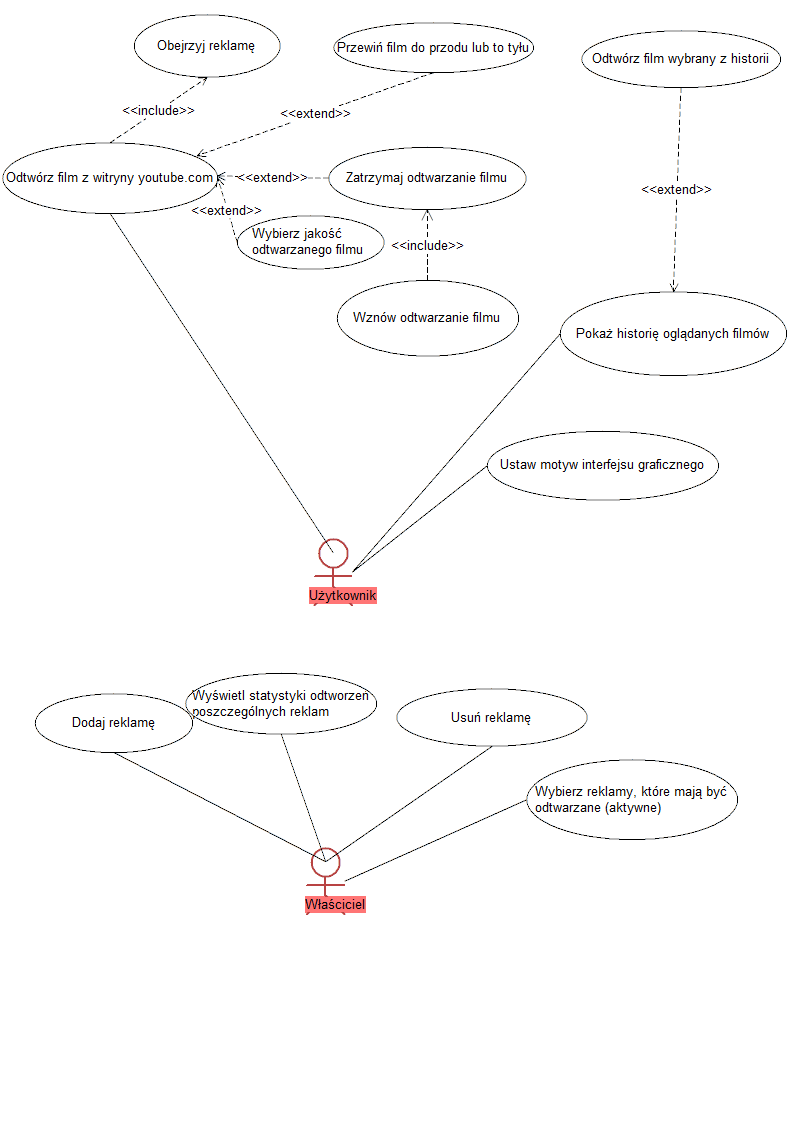 Obejrzyj reklamę
Przewiń film do przodu lub to tyłu
Odtwórz film wybrany z historii
<<include>>
<<extend>>
Odtwórz film z witryny youtube.com
<<extend>>
Zatrzymaj odtwarzanie filmu
<<extend>>
<<extend>>
Wybierz jakość
odtwarzanego filmu
<<include>>
Wznów odtwarzanie filmu
Pokaż historię oglądanych filmów
Ustaw motyw interfejsu graficznego
Użytkownik
Dodaj reklamę
Wyświetl statystyki odtworzeń
poszczególnych reklam
Usuń reklamę
Wybierz reklamy, które mają być
odtwarzane (aktywne)
Właściciel